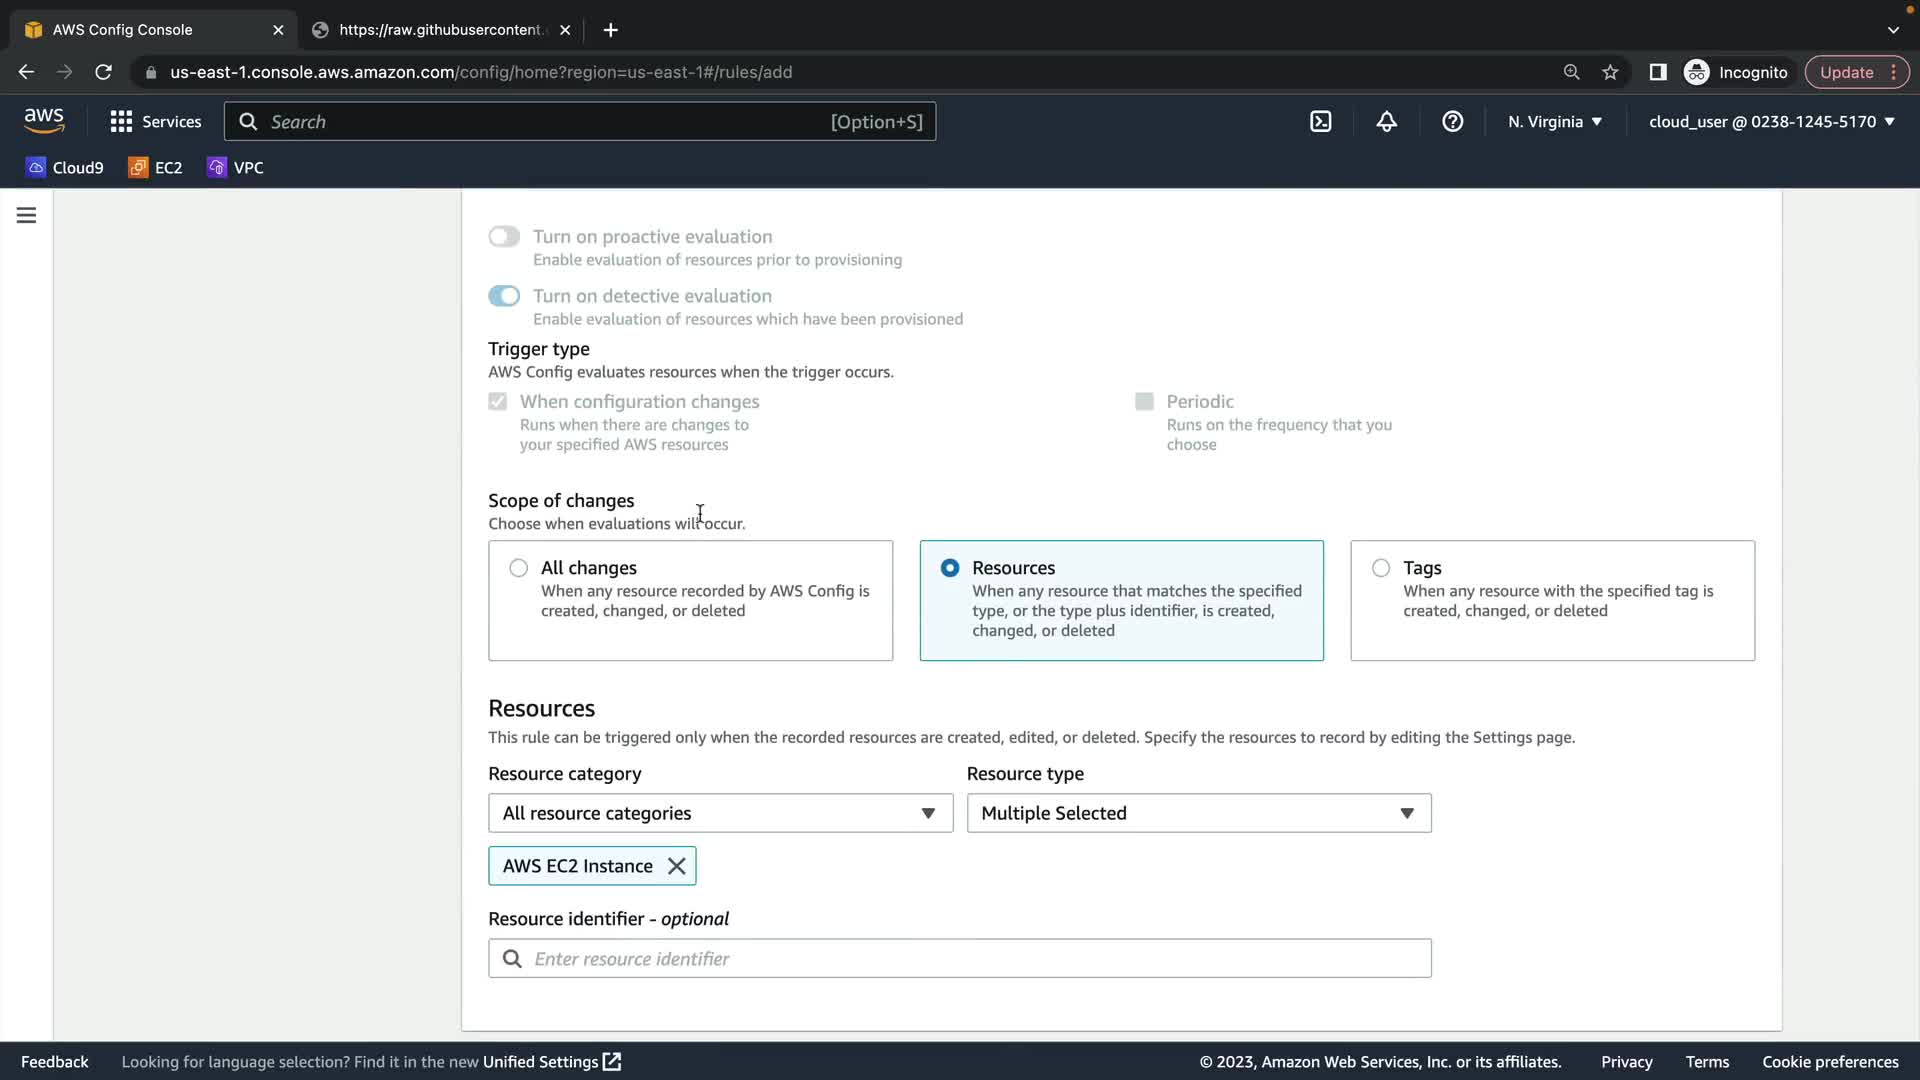 AWS Config Console
https://raw.githubusercontent.
us-east-1.console.aws.amazon.com/config/home?region=us-east-1#/rules/add
Incognito
Update
aws
Services
Search
[Option+S]
N. Virginia
cloud_user @ 0238-1245-5170
Cloud9
EC2
VPC
Turn on proactive evaluation
Enable evaluation of resources prior to provisioning
Turn on detective evaluation
Enable evaluation of resources which have been provisioned
Trigger type
AWS Config evaluates resources when the trigger occurs.
When configuration changes
Runs when there are changes to
your specified AWS resources
Periodic
Runs on the frequency that you
choose
Scope of changes
Choose when evaluations will occur.
All changes
When any resource recorded by AWS Config is
created, changed, or deleted
Resources
When any resource that matches the specified
type, or the type plus identifier, is created,
changed, or deleted
Tags
When any resource with the specified tag is
created, changed, or deleted
Resources
This rule can be triggered only when the recorded resources are created, edited, or deleted. Specify the resources to record by editing the Settings page.
Resource category
Resource type
All resource categories
Multiple Selected
AWS EC2 Instance
Resource identifier - optional
Enter resource identifier
Feedback
Looking for language selection? Find it in the new Unified Settings
© 2023, Amazon Web Services, Inc. or its affiliates.
Privacy
Terms
Cookie preferences